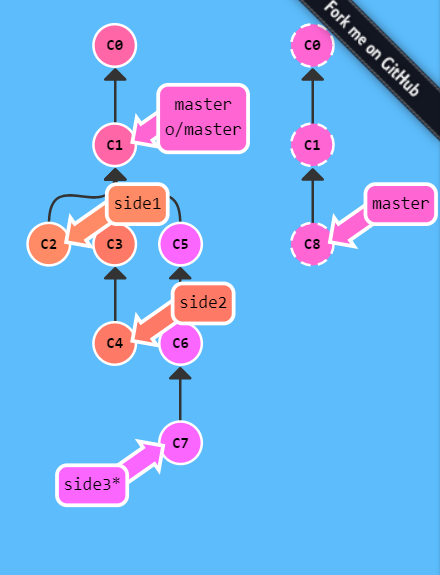 C0
C0
Fork me on GitHub
master
o/master
C1
C1
side1
master
C2
C3
C5
C8
side2
C4
C6
C7
side3*